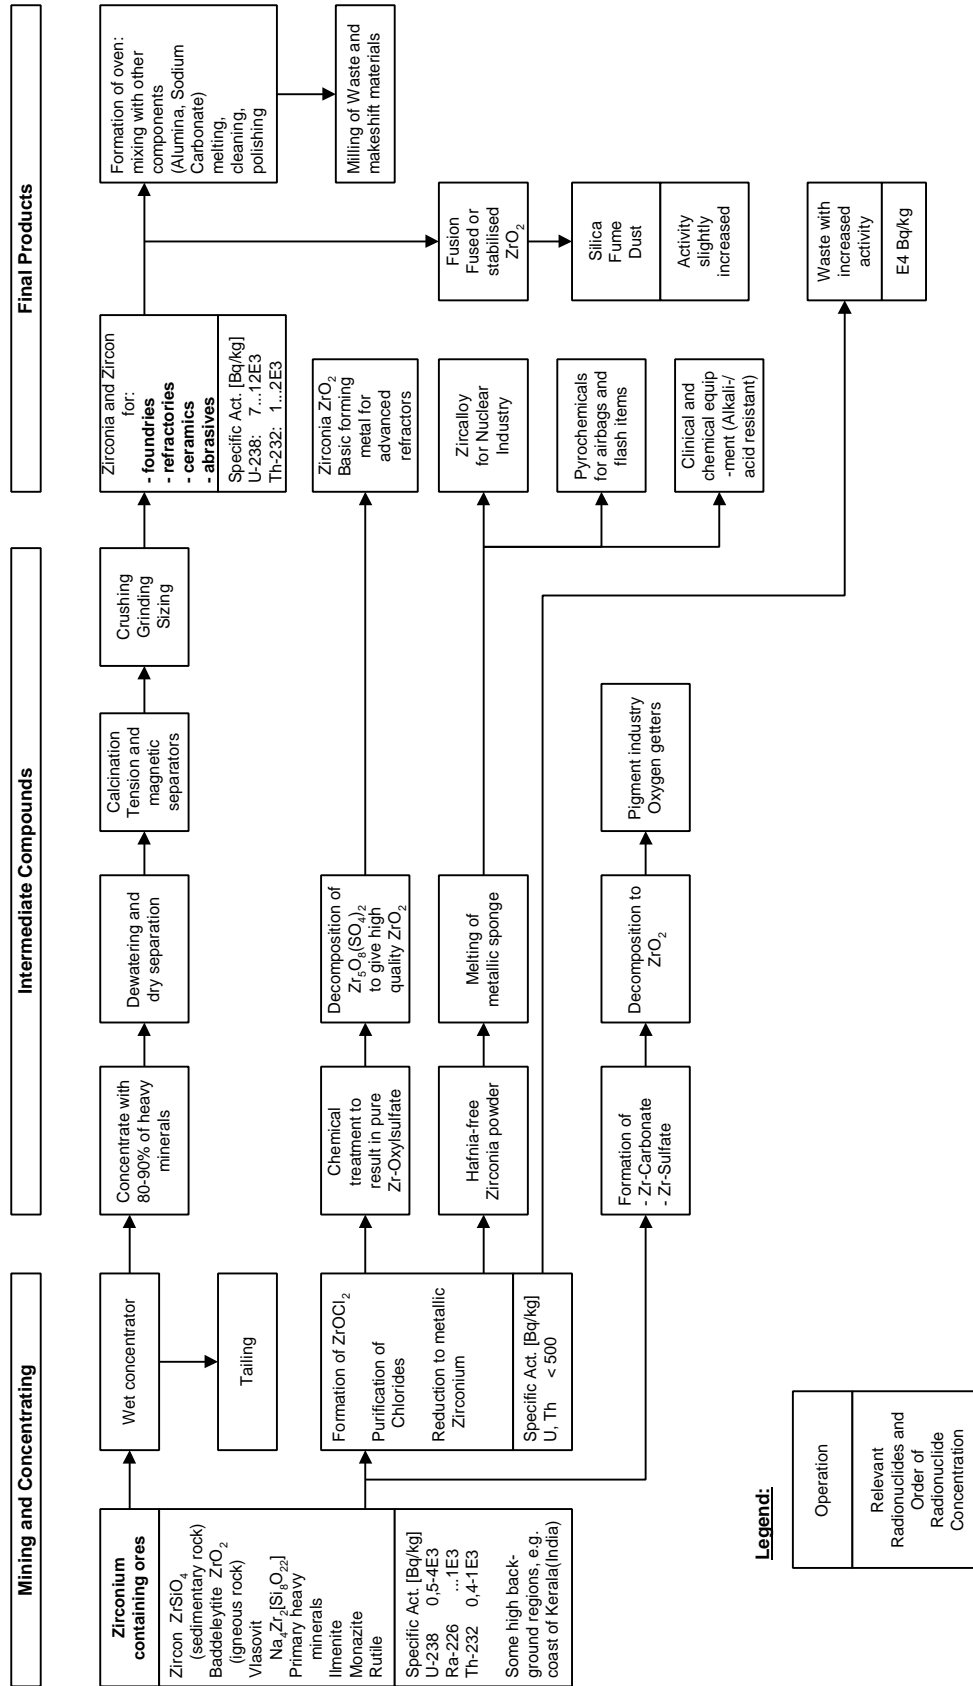 Mining and Concentrating
Intermediate Compounds
Final Products
Zirconium
containing ores
Zircon ZrSiO₄
(sedimentary rock)
Baddeleytite ZrO₂
(igneous rock)
Vlasovit
Na₄Zr₂[Si₈O₂₂]
Primary heavy
minerals
Ilmenite
Monazite
Rutile
Specific Act. [Bq/kg]
U-238 0,5-4E3
Ra-226 ...1E3
Th-232 0,4-1E3
Some high back-
ground regions, e.g.
coast of Kerala(India)
Wet concentrator
Tailing
Concentrate with
80-90% of heavy
minerals
Dewatering and
dry separation
Calcination
Tension and
magnetic
separators
Crushing
Grinding
Sizing
Zirconia and Zircon
for:
- foundries
- refractories
- ceramics
- abrasives
Specific Act. [Bq/kg]
U-238: 7...12E3
Th-232: 1...2E3
Formation of oven:
mixing with other
components
(Alumina, Sodium
Carbonate)
melting,
cleaning,
polishing
Milling of Waste and
makeshift materials
Fusion
Fused or
stabilised
ZrO₂
Silica
Fume
Dust
Activity
slightly
increased
Formation of ZrOCl₂
Purification of
Chlorides
Reduction to metallic
Zirconium
Specific Act. [Bq/kg]
U, Th < 500
Chemical
treatment to
result in pure
Zr-Oxylsulfate
Decomposition of
Zr₅O₈(SO₄)₂
to give high
quality ZrO₂
Zirconia ZrO₂
Basic forming
metal for
advanced
refractors
Hafnia-free
Zirconia powder
Melting of
metallic sponge
Zircalloy
for Nuclear
Industry
Pyrochemicals
for airbags and
flash items
Clinical and
chemical equip
-ment (Alkali-/
acid resistant)
Waste with
increased
activity
E4 Bq/kg
Formation of
- Zr-Carbonate
- Zr-Sulfate
Decomposition to
ZrO₂
Pigment industry
Oxygen getters
Legend:
Operation
Relevant
Radionuclides and
Order of
Radionuclide
Concentration